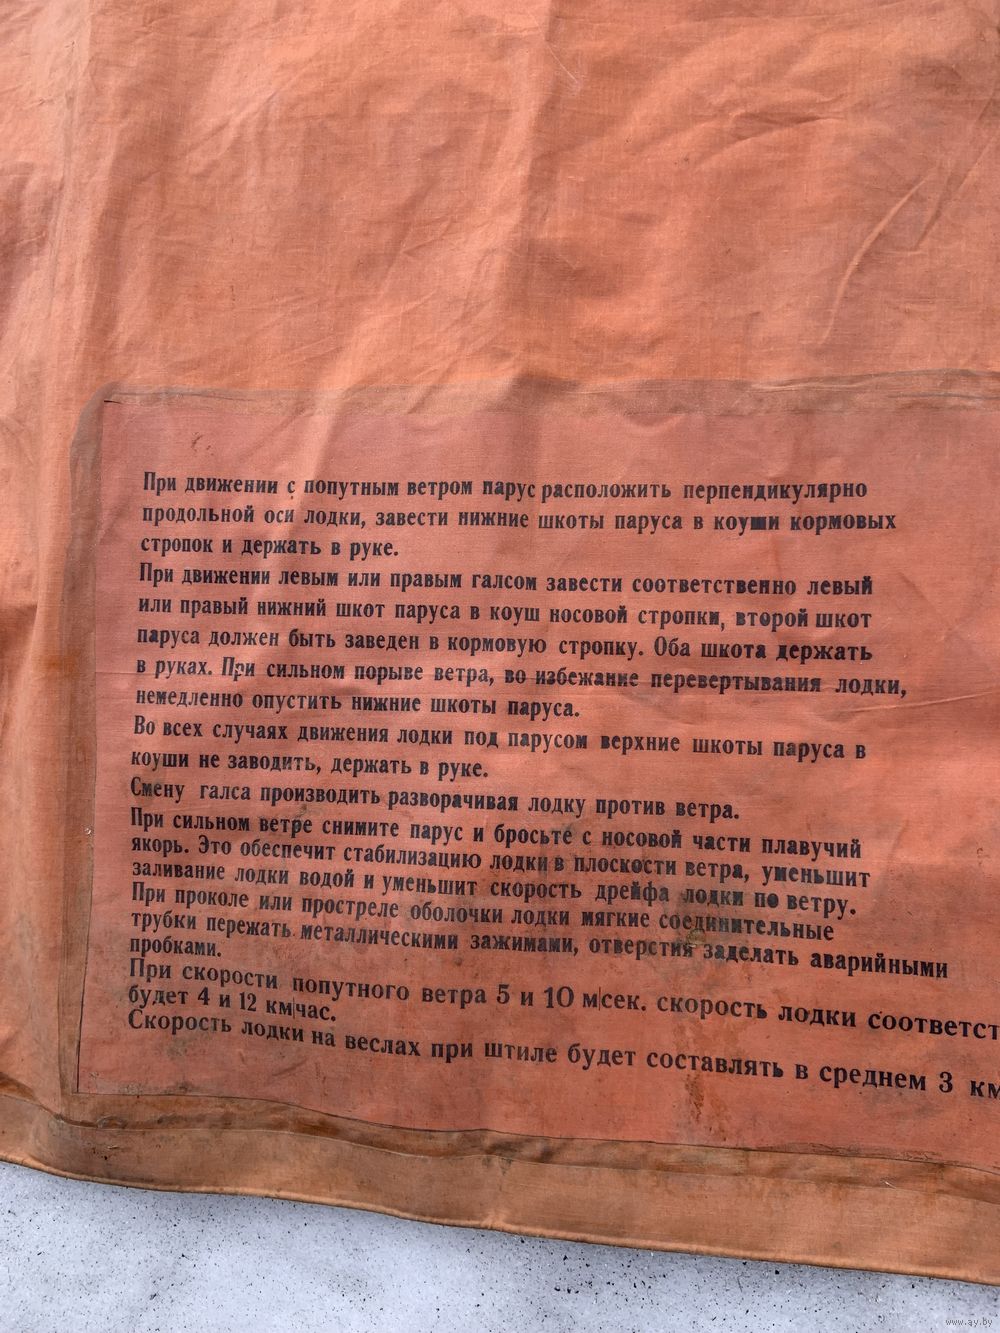 При движении с попутным ветром парус расположить перпендикулярно
продольной оси лодки, завести нижние шкоты паруса в коуши кормовых
стропок и держать в руке.
При движении левым или правым галсом завести соответственно левый
или правый нижний шкот паруса в коуш носовой стропки, второй шкот
паруса должен быть заведен в кормовую стропку. Оба шкота держать
в руках. При сильном порыве ветра, во избежание перевертывания лодки,
немедленно опустить нижние шкоты паруса.
Во всех случаях движения лодки под парусом верхние шкоты паруса в
коуши не заводить, держать в руке.
Смену галса производить разворачивая лодку против ветра.
При сильном ветре снимите парус и бросьте с носовой части плавучий
якорь. Это обеспечит стабилизацию лодки в плоскости ветра, уменьшит
заливание лодки водой и уменьшит скорость дрейфа лодки по ветру.
При проколе или простреле оболочки лодки мягкие соединительные
трубки пережать металлическими зажимами, отверстия заделать аварийными
пробками.
При скорости попутного ветра 5 и 10 м|сек. скорость лодки соответст
будет 4 и 12 км|час.
Скорость лодки на веслах при штиле будет составлять в среднем 3 км
www.ay.by